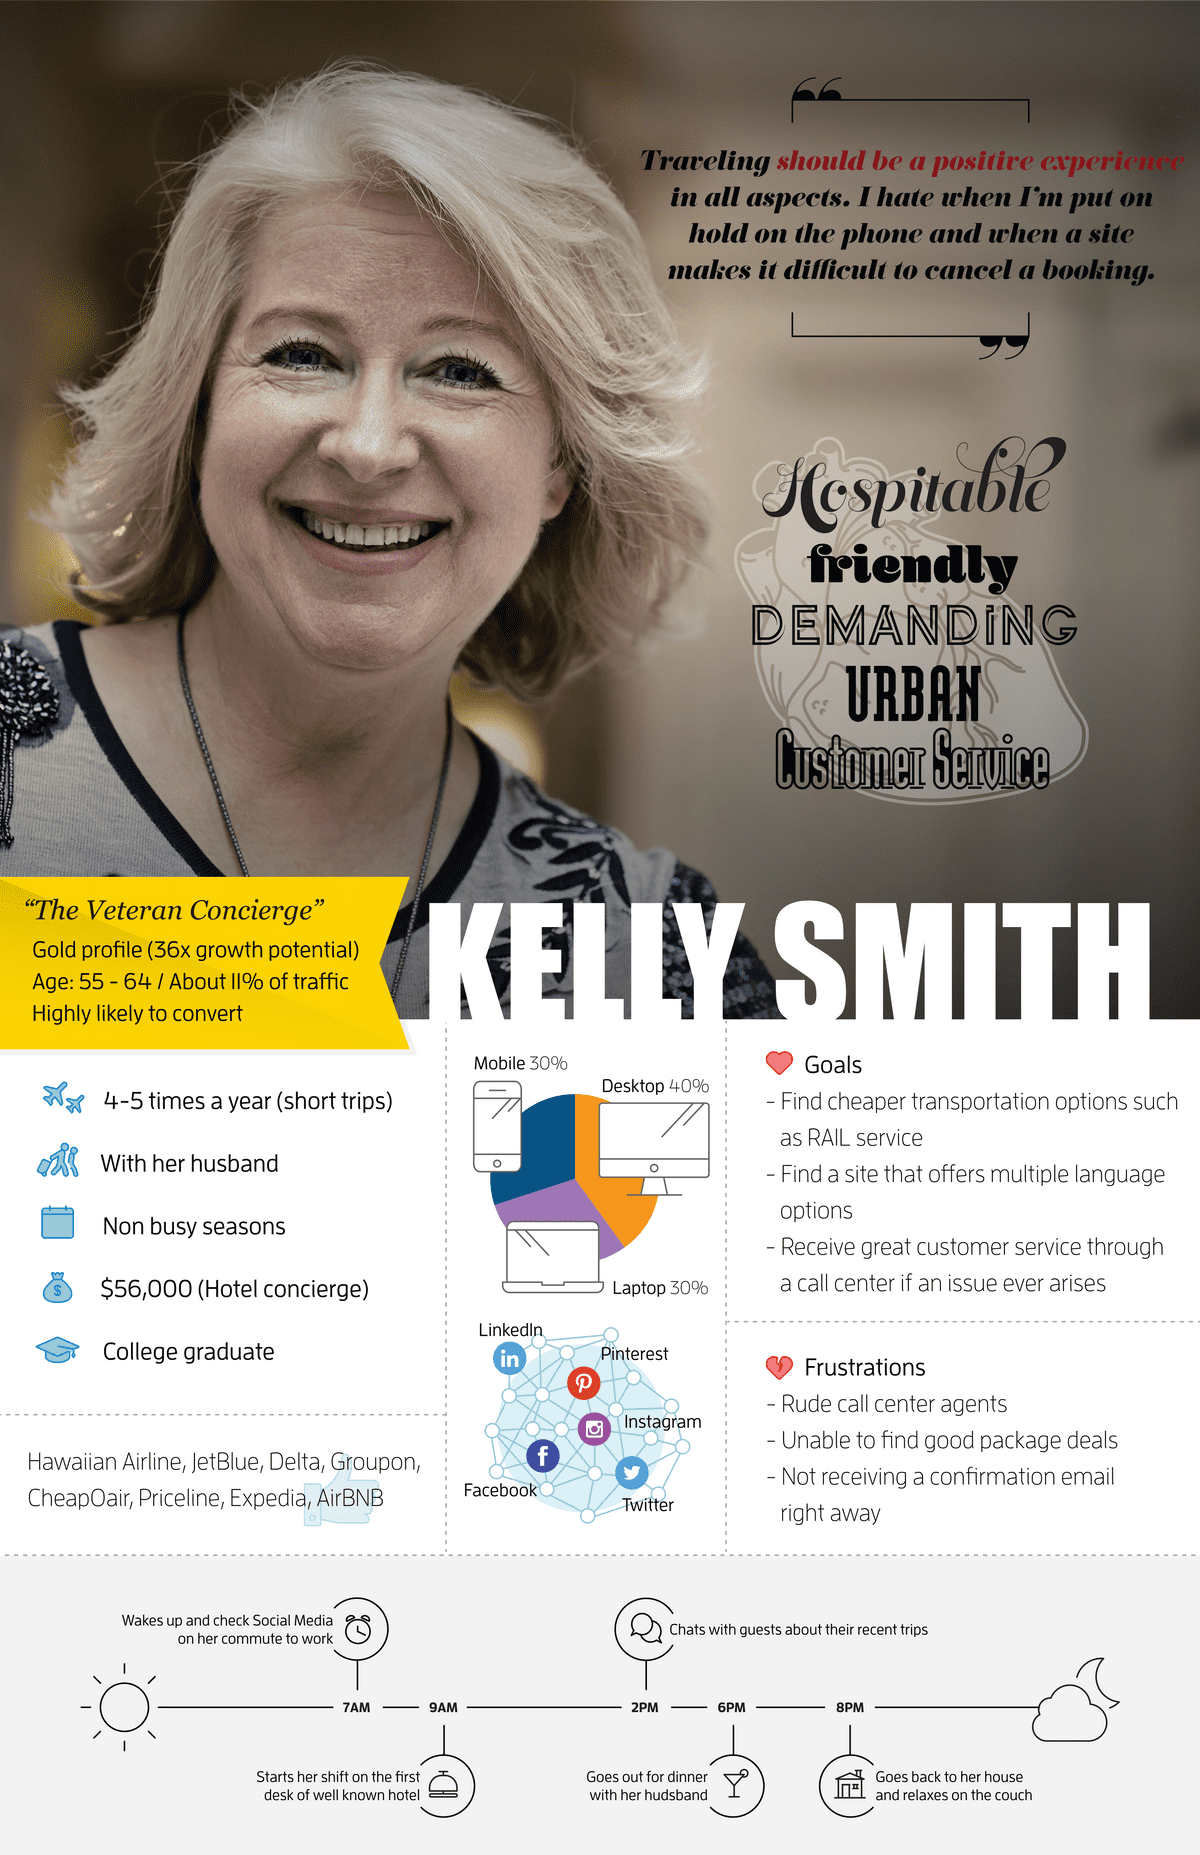 “
Traveling should be a positive experience
in all aspects. I hate when I’m put on
hold on the phone and when a site
makes it difficult to cancel a booking.
”
Hospitable
friendly
DEMANDING
URBAN
Customer Service
“The Veteran Concierge”
Gold profile (36x growth potential)
Age: 55 - 64 / About 11% of traffic
Highly likely to convert
KELLY SMITH
4-5 times a year (short trips)
With her husband
Non busy seasons
$
$56,000 (Hotel concierge)
College graduate
Hawaiian Airline, JetBlue, Delta, Groupon,
CheapOair, Priceline, Expedia, AirBNB
Mobile 30%
Desktop 40%
Laptop 30%
LinkedIn
in
Pinterest
Instagram
f
Facebook
Twitter
Goals
- Find cheaper transportation options such
as RAIL service
- Find a site that offers multiple language
options
- Receive great customer service through
a call center if an issue ever arises
Frustrations
- Rude call center agents
- Unable to find good package deals
- Not receiving a confirmation email
right away
Wakes up and check Social Media
on her commute to work
Chats with guests about their recent trips
7AM
9AM
2PM
6PM
8PM
Starts her shift on the first
desk of well known hotel
Goes out for dinner
with her hudsband
Goes back to her house
and relaxes on the couch